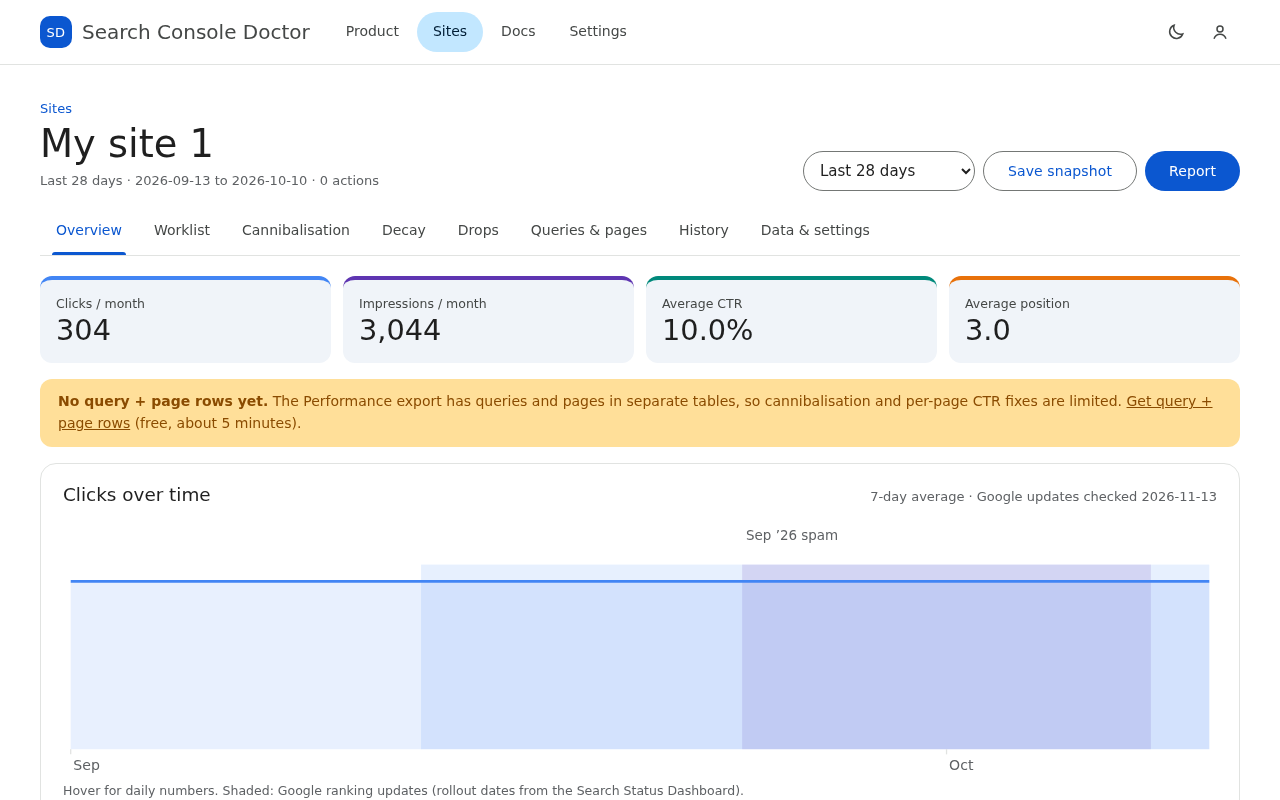 SD Search Console Doctor Product Sites Docs Settings
Sites
My site 1
Last 28 days · 2026-09-13 to 2026-10-10 · 0 actions
Last 28 days Save snapshot Report
Overview Worklist Cannibalisation Decay Drops Queries & pages History Data & settings
Clicks / month
304
Impressions / month
3,044
Average CTR
10.0%
Average position
3.0
No query + page rows yet. The Performance export has queries and pages in separate tables, so cannibalisation and per-page CTR fixes are limited. Get query +
page rows (free, about 5 minutes).
Clicks over time
7-day average · Google updates checked 2026-11-13
Sep ’26 spam
Sep Oct
Hover for daily numbers. Shaded: Google ranking updates (rollout dates from the Search Status Dashboard).